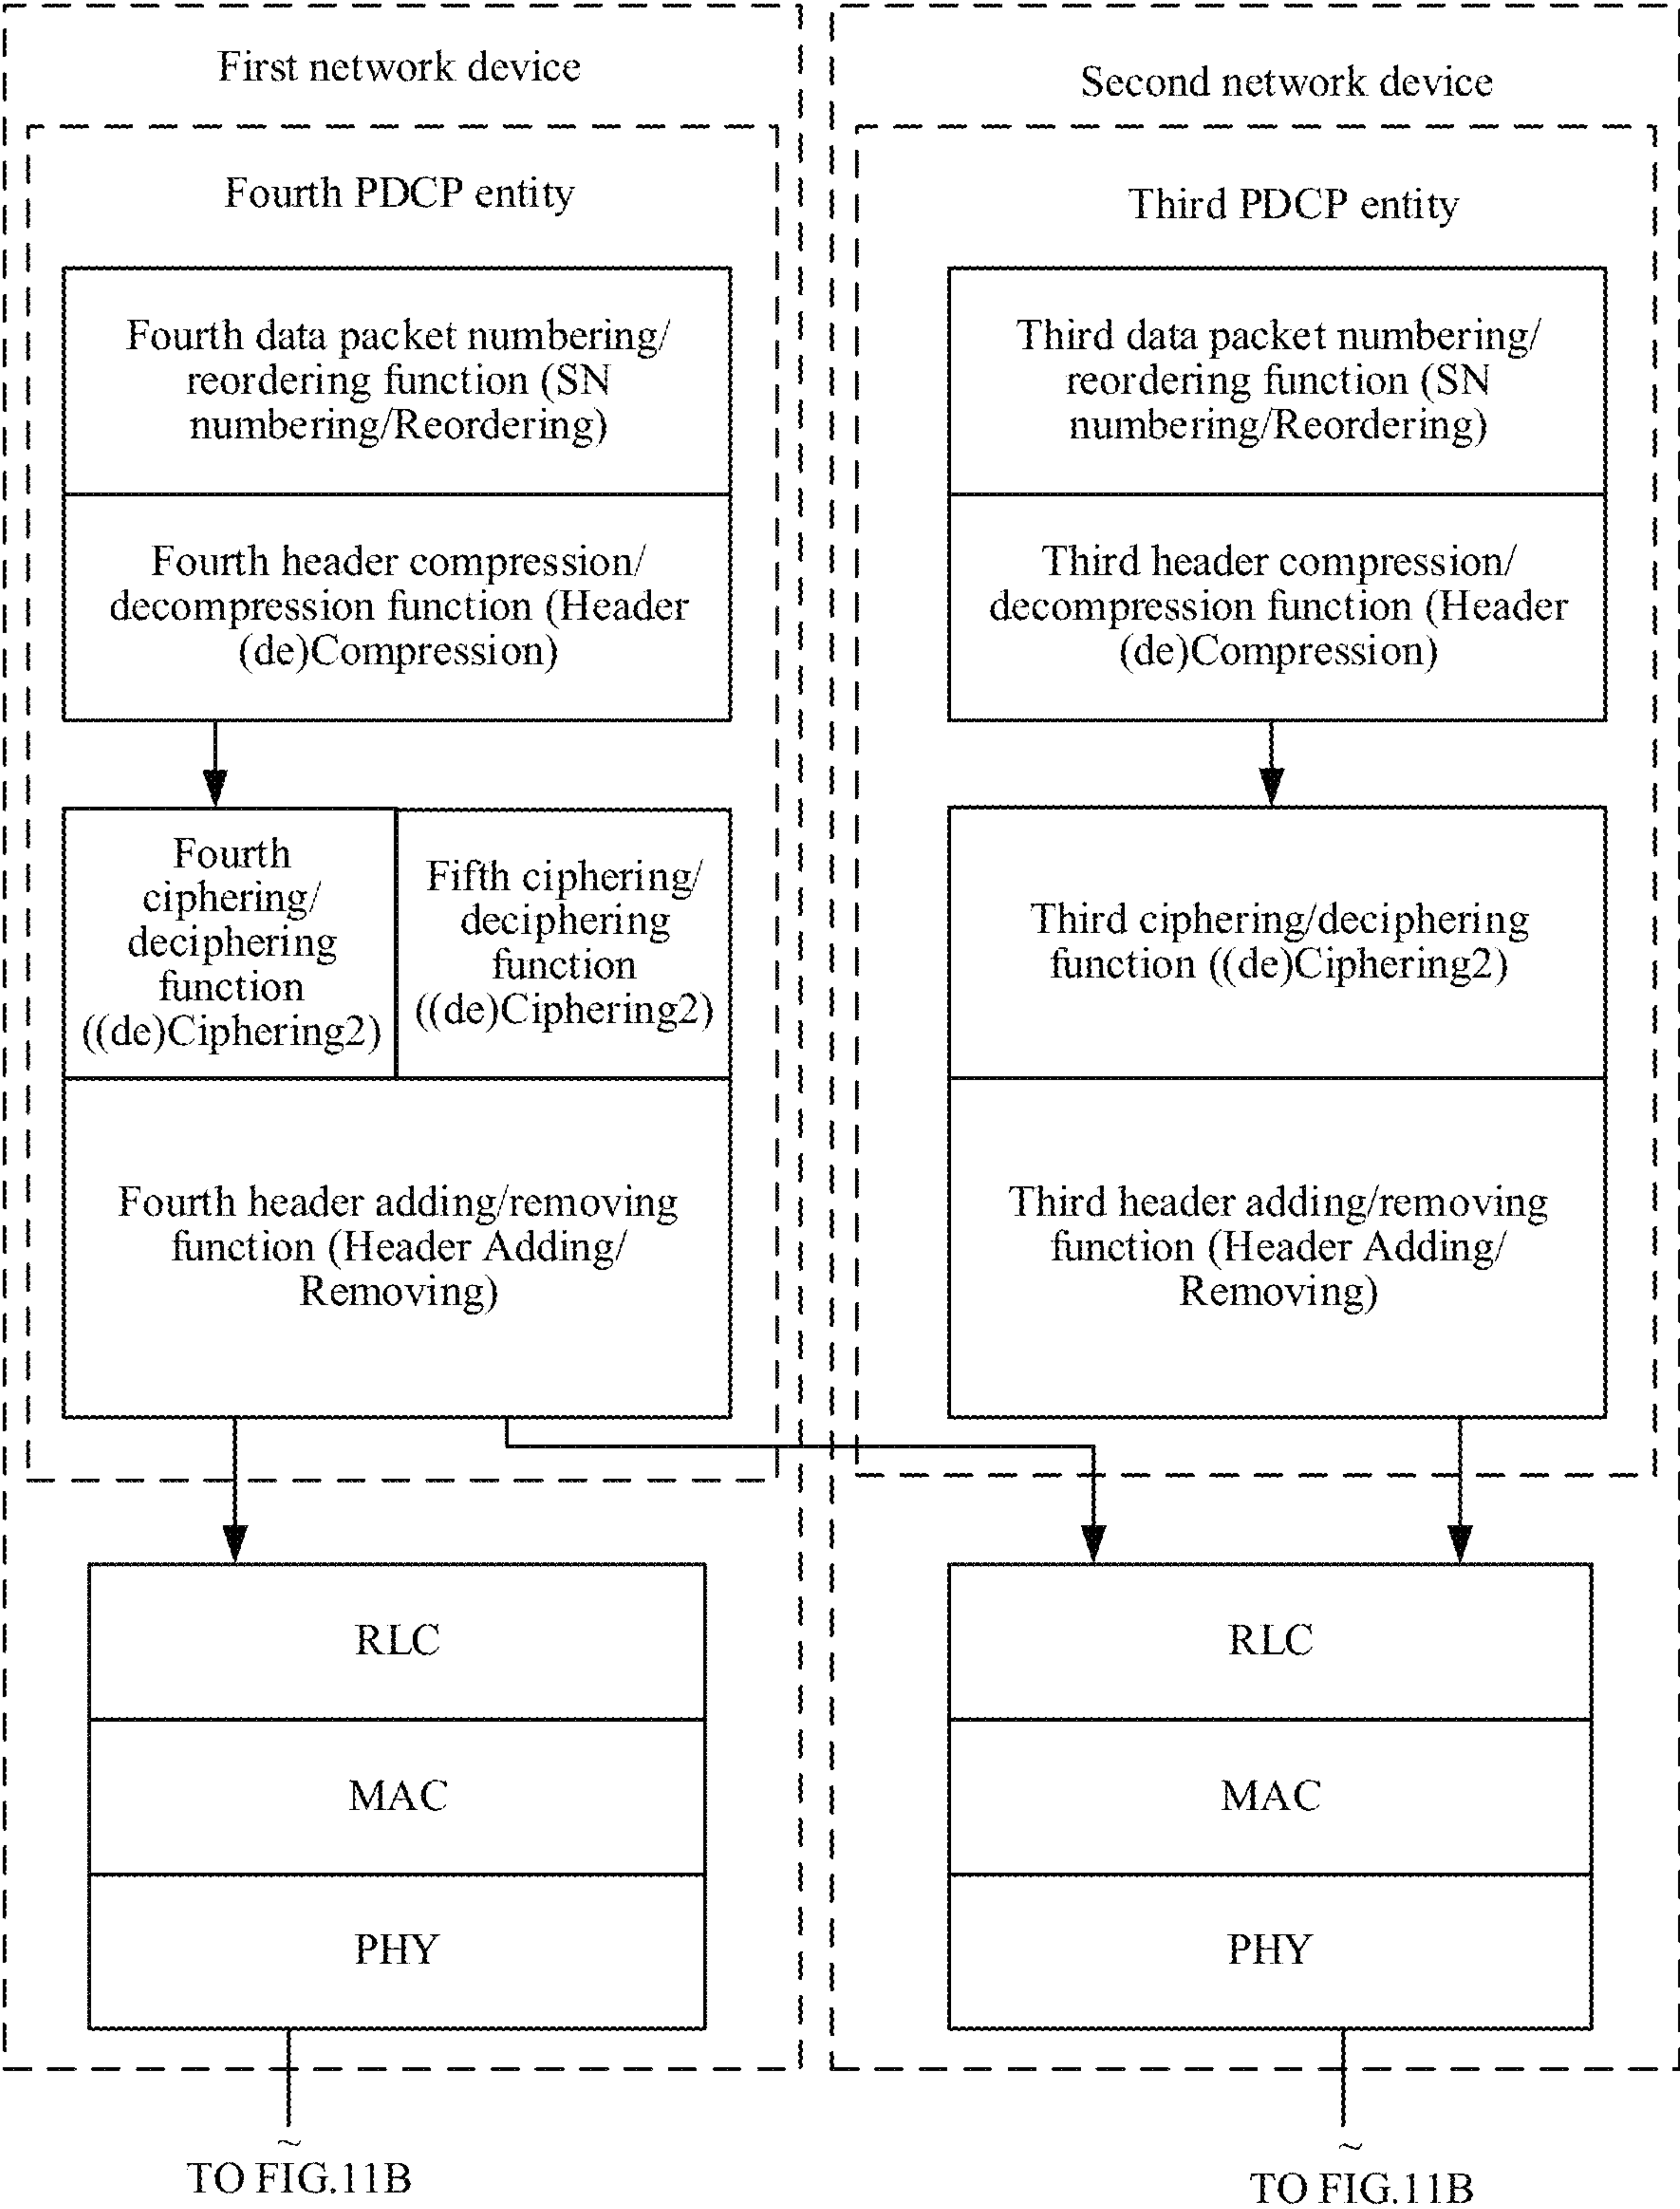 First network device
Fourth PDCP entity
Fourth data packet numbering/
reordering function (SN
numbering/Reordering)
Fourth header compression/
decompression function (Header
(de)Compression)
Fourth
ciphering/
deciphering
function
((de)Ciphering2)
Fifth ciphering/
deciphering
function
((de)Ciphering2)
Fourth header adding/removing
function (Header Adding/
Removing)
RLC
MAC
PHY
~
TO FIG.11B
Second network device
Third PDCP entity
Third data packet numbering/
reordering function (SN
numbering/Reordering)
Third header compression/
decompression function (Header
(de)Compression)
Third ciphering/deciphering
function ((de)Ciphering2)
Third header adding/removing
function (Header Adding/
Removing)
RLC
MAC
PHY
~
TO FIG.11B